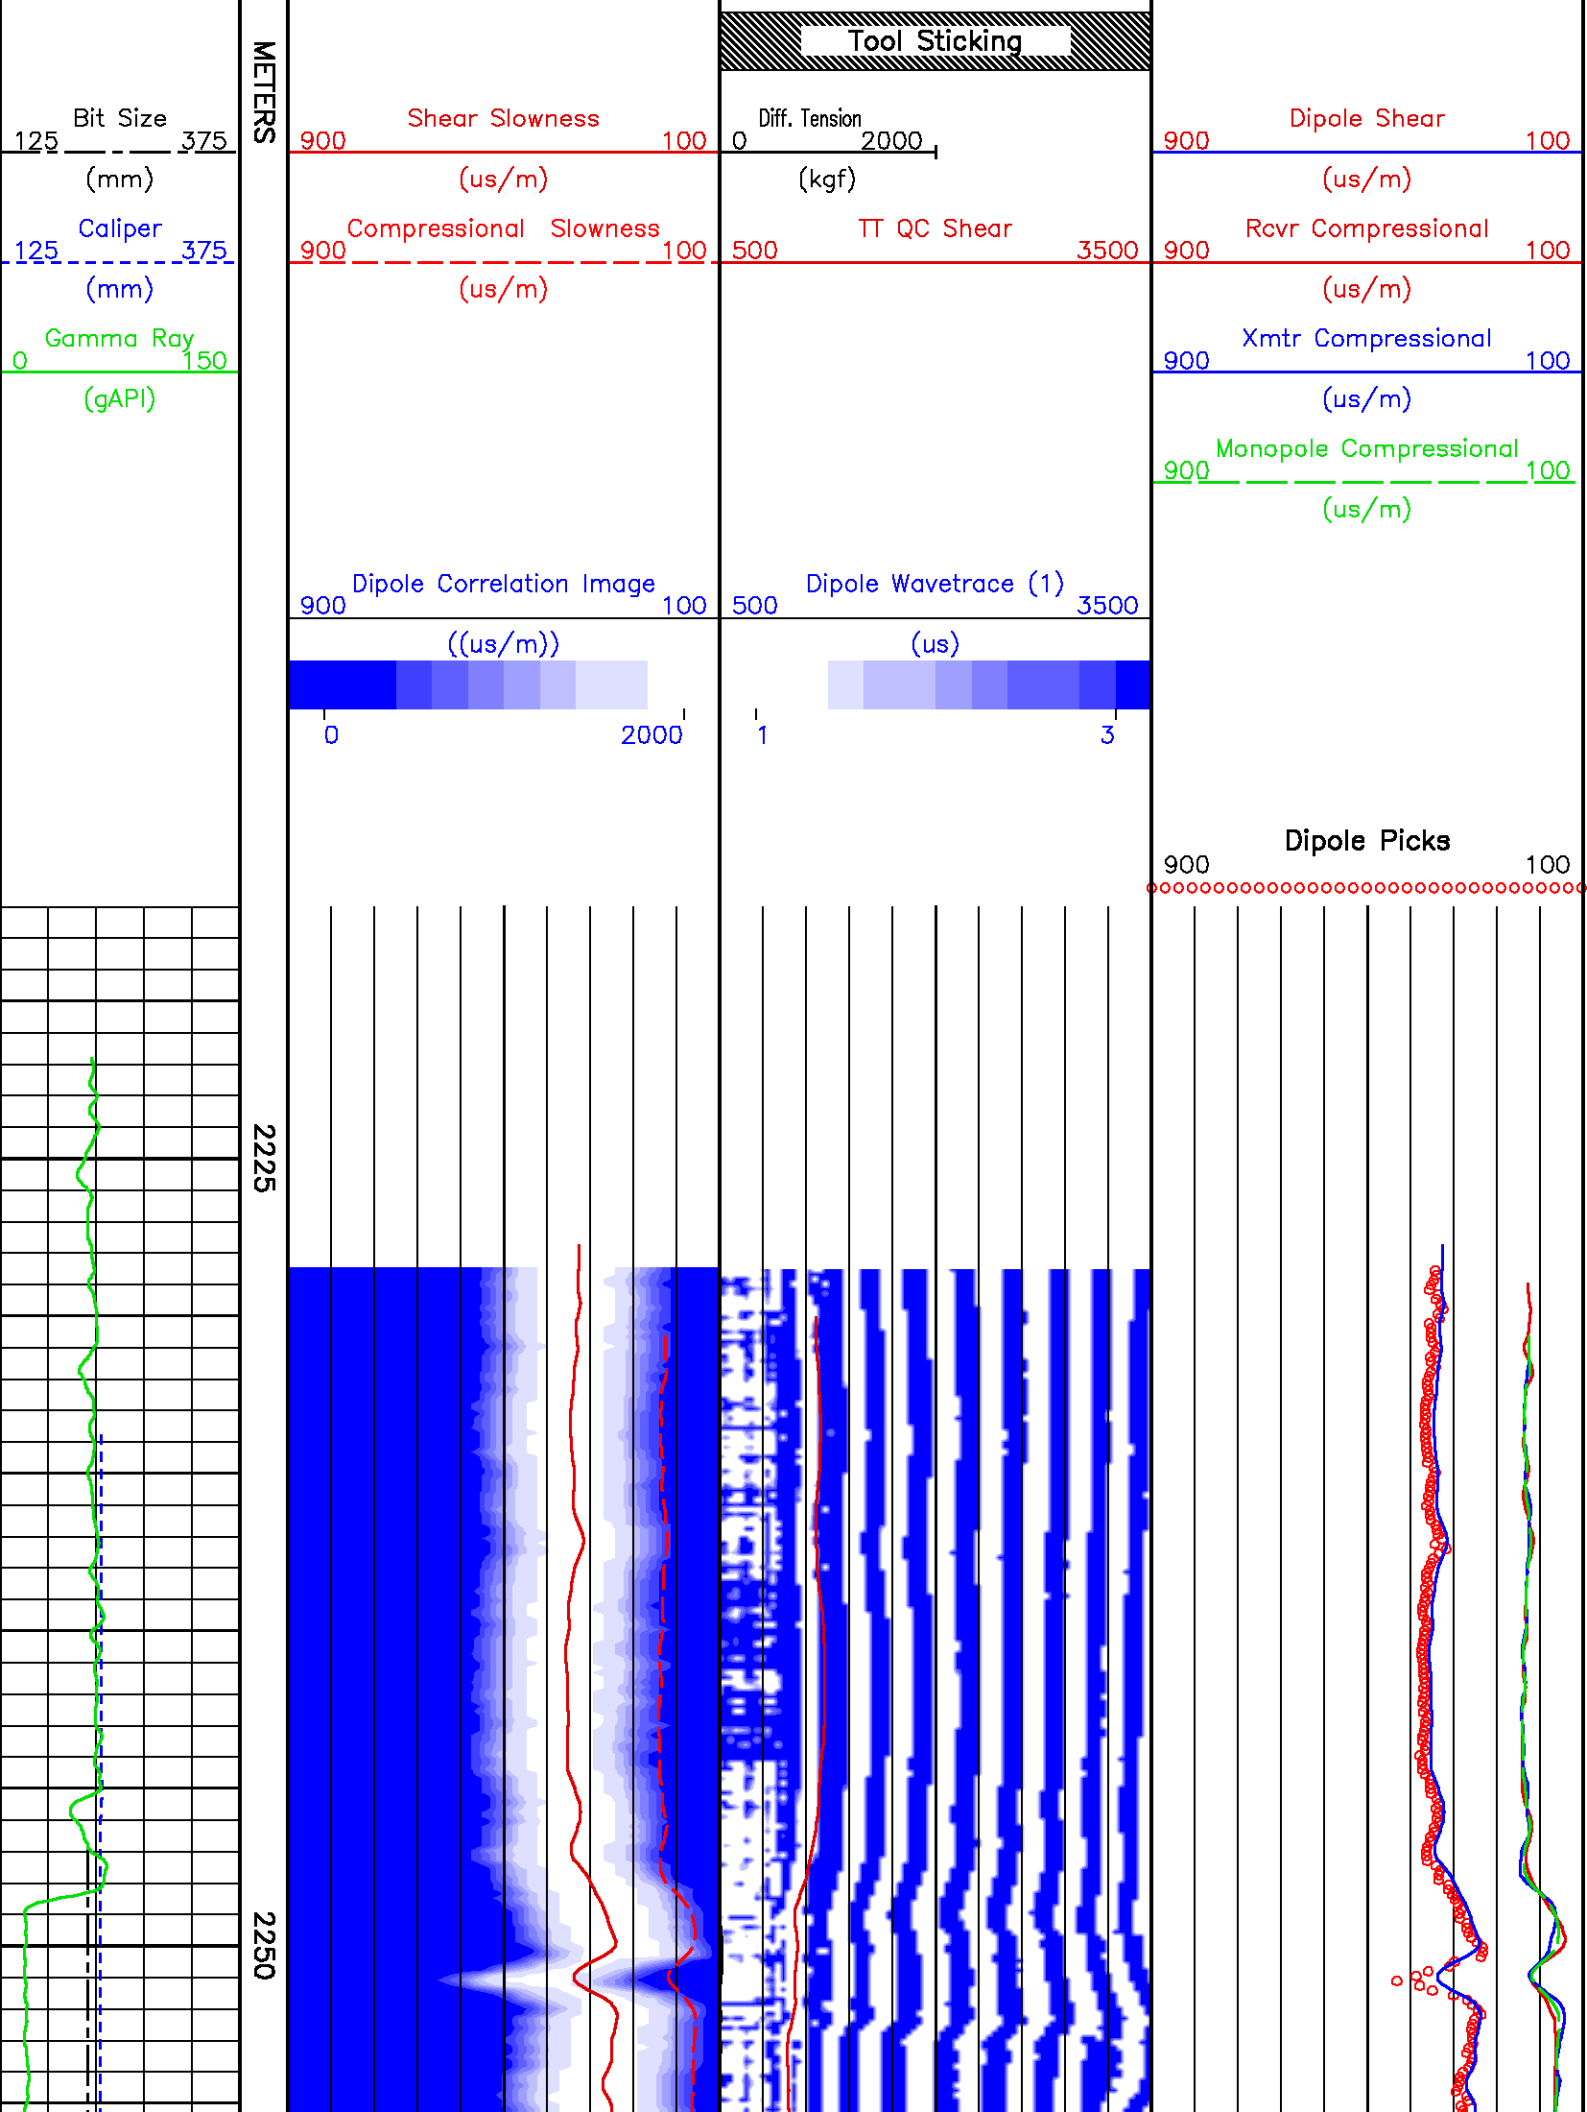 Bit Size
125 375
(mm)
Caliper
125 375
(mm)
Gamma Ray
0 150
(gAPI)
METERS
Shear Slowness
900 100
(us/m)
Compressional Slowness
900 100
(us/m)
Dipole Correlation Image
900 100
((us/m))
0 2000
Tool Sticking
Diff. Tension
0 2000
(kgf)
TT QC Shear
500 3500
Dipole Wavetrace (1)
500 3500
(us)
1 3
Dipole Shear
900 100
(us/m)
Rcvr Compressional
900 100
(us/m)
Xmtr Compressional
900 100
(us/m)
Monopole Compressional
900 100
(us/m)
Dipole Picks
900 100
2225
2250